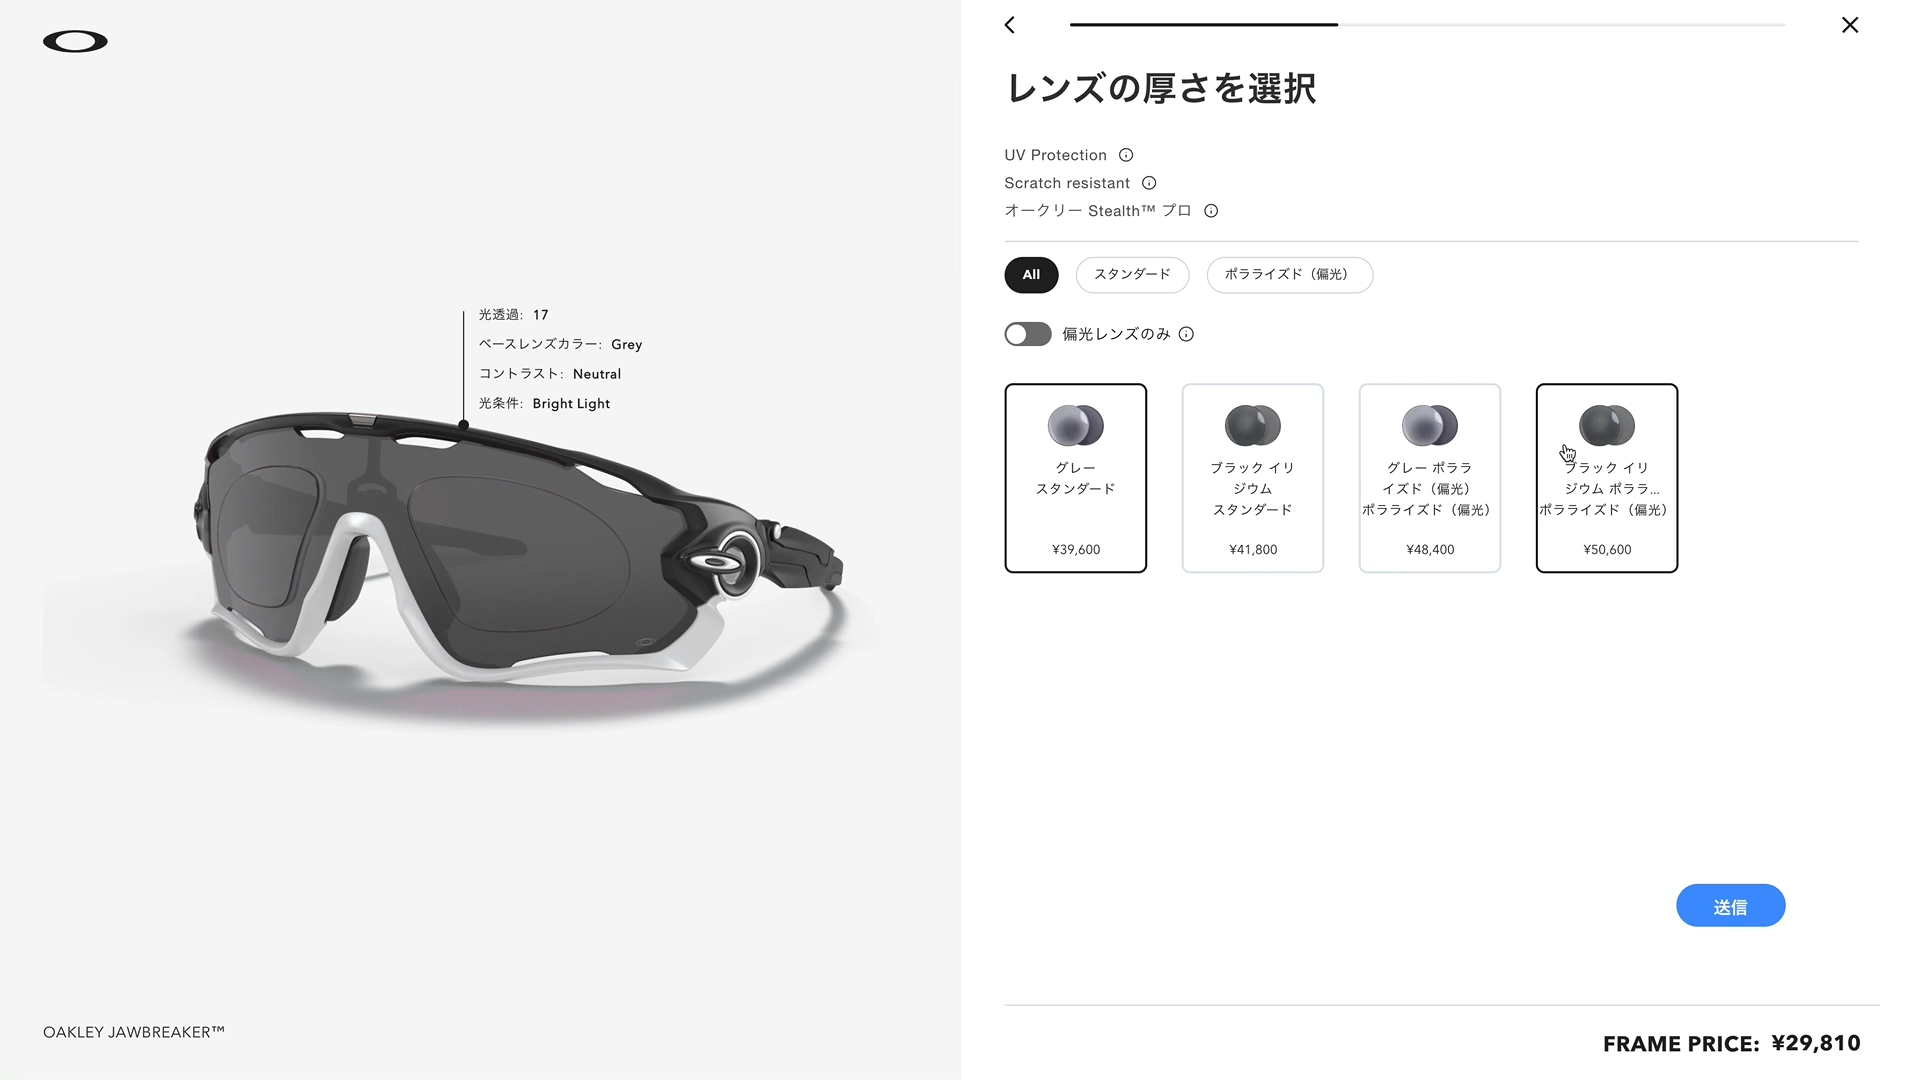 光透過: 17
ベースレンズカラー: Grey
コントラスト: Neutral
光条件: Bright Light
OAKLEY JAWBREAKER™
レンズの厚さを選択
UV Protection
Scratch resistant
オークリー Stealth™ プロ
All
スタンダード
ポラライズド（偏光）
偏光レンズのみ
グレー
スタンダード
¥39,600
ブラック イリ
ジウム
スタンダード
¥41,800
グレー ポララ
イズド（偏光）
ポラライズド（偏光）
¥48,400
ブラック イリ
ジウム ポララ...
ポラライズド（偏光）
¥50,600
送信
FRAME PRICE: ¥29,810